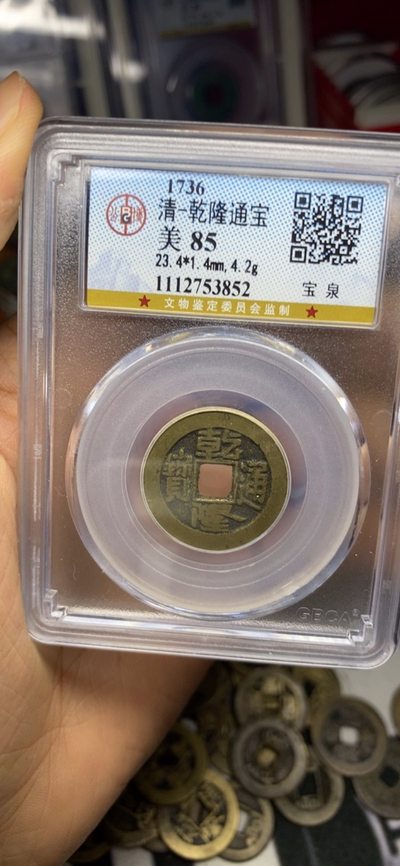 1736
清-乾隆通宝
美 85
23.4*1.4mm, 4.2g
宝 泉
1112753852
★ 文物鉴定委员会监制 ★
乾
寶 通
隆
GBCA